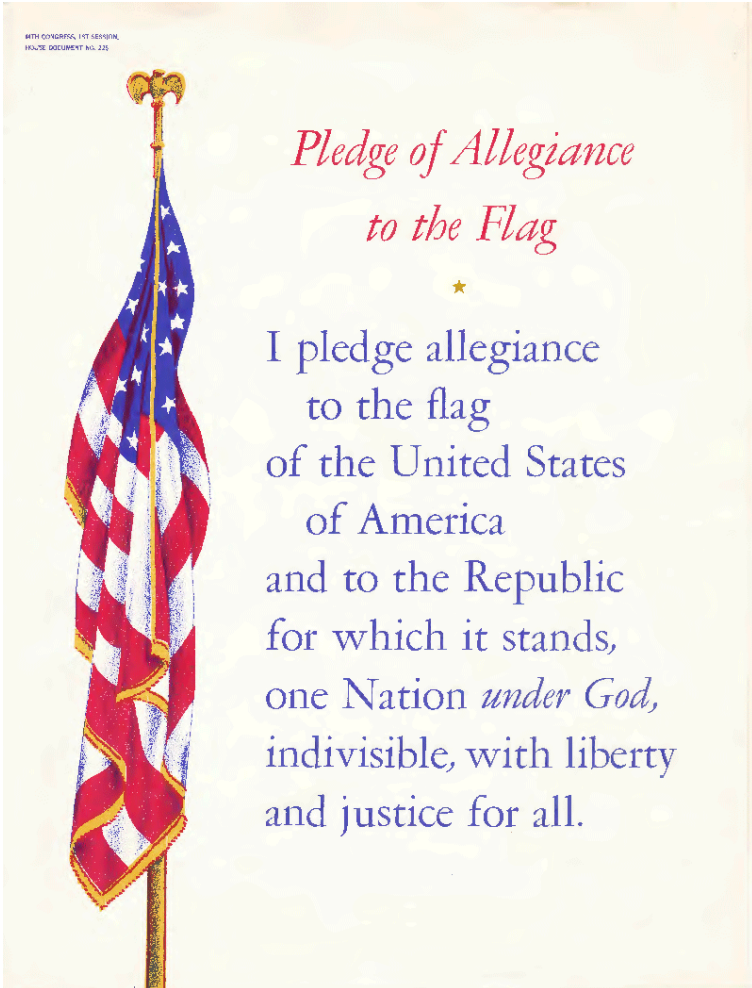 84TH CONGRESS, 1ST SESSION,
HOUSE DOCUMENT NO. 225
Pledge of Allegiance
to the Flag
I pledge allegiance
to the flag
of the United States
of America
and to the Republic
for which it stands,
one Nation under God,
indivisible, with liberty
and justice for all.